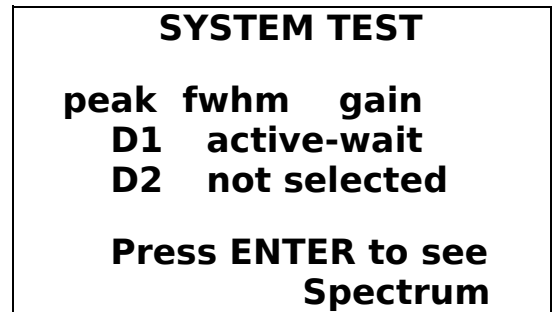 SYSTEM TEST
peak fwhm gain
D1 active-wait
D2 not selected
Press ENTER to see
Spectrum